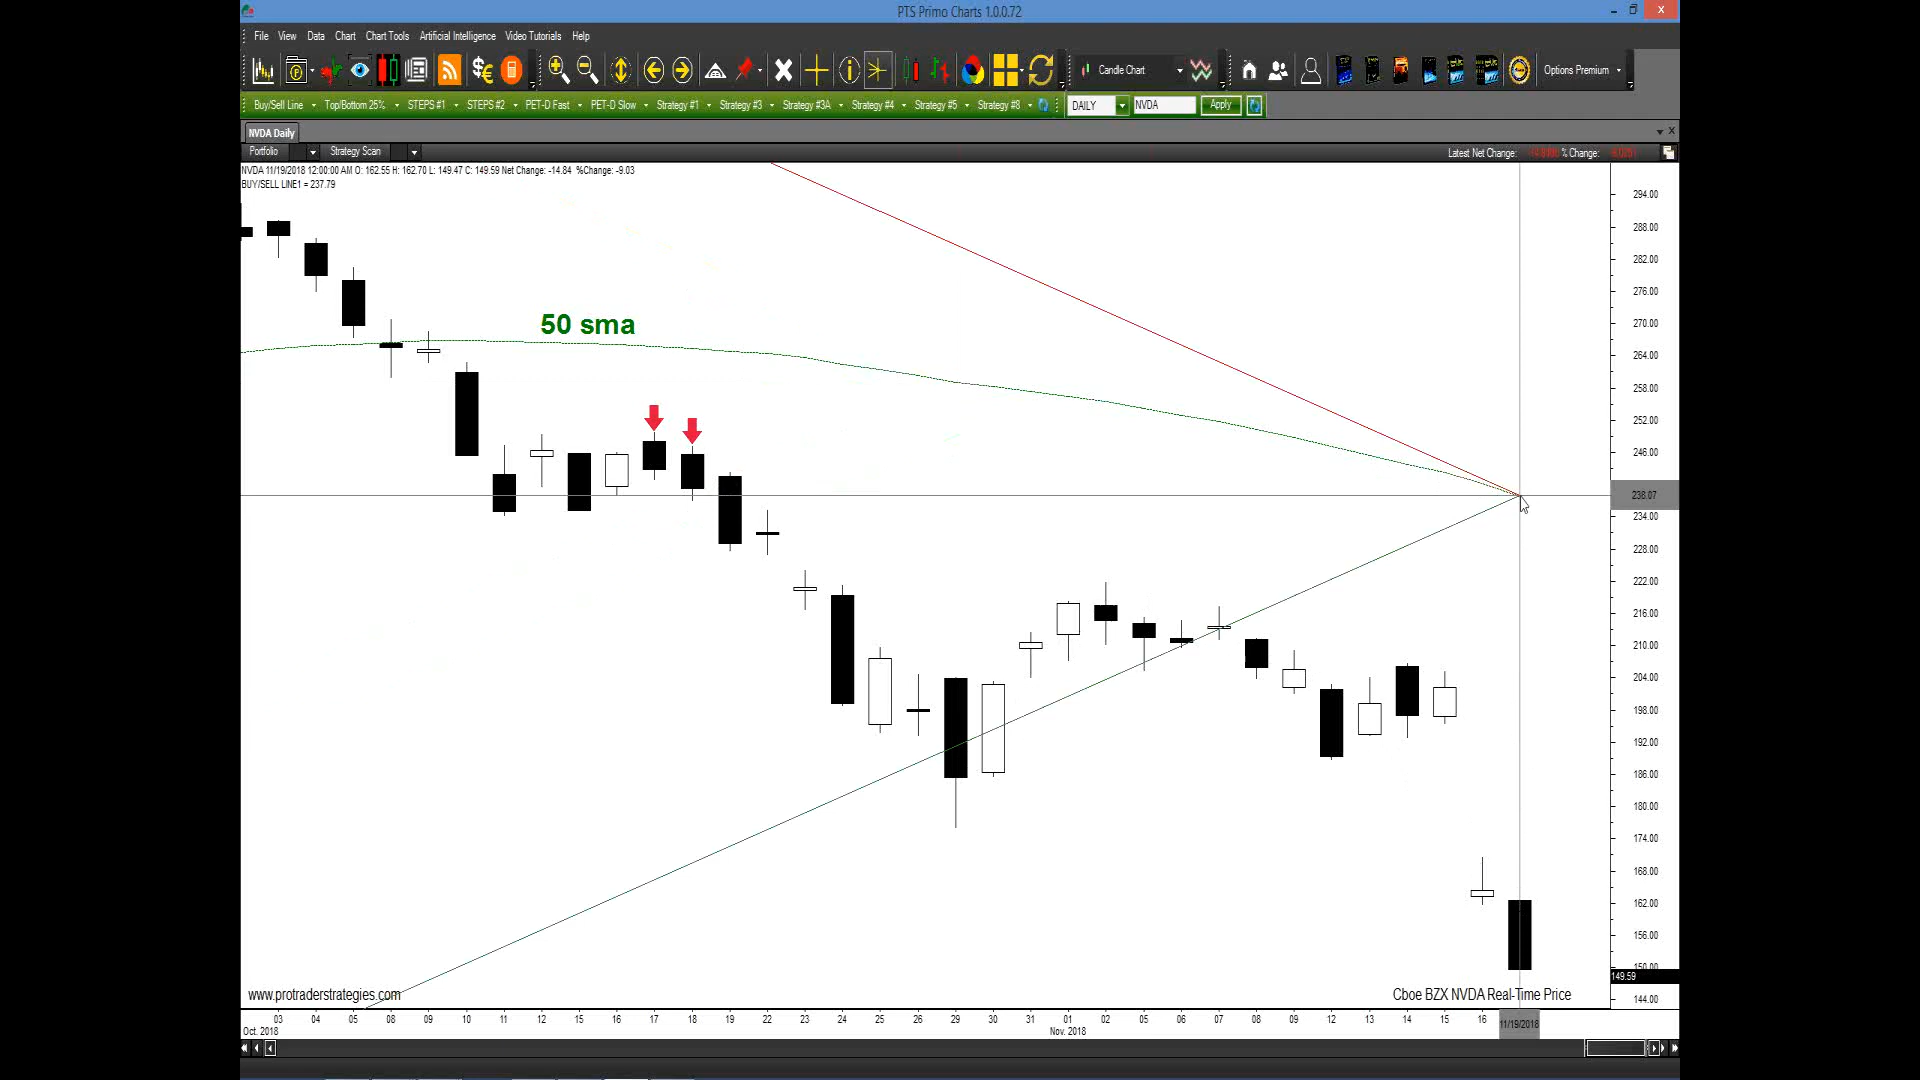 PTS Primo Charts 1.0.0.72
File View Data Chart Chart Tools Artificial Intelligence Video Tutorials Help
Candle Chart Options Premium
Buy/Sell Line Top/Bottom 25% STEPS #1 STEPS #2 PET-D Fast PET-D Slow Strategy #1 Strategy #3 Strategy #3A Strategy #4 Strategy #5 Strategy #8 DAILY NVDA Apply
NVDA Daily
Portfolio Strategy Scan Latest Net Change: % Change:
NVDA 11/19/2018 12:00:00 AM O: 162.55 H: 162.70 L: 149.47 C: 149.59 Net Change: -14.84 %Change: -9.03
BUY/SELL LINE1 = 237.79
50 sma
294.00
288.00
282.00
276.00
270.00
264.00
258.00
252.00
246.00
238.07
234.00
228.00
222.00
216.00
210.00
204.00
198.00
192.00
186.00
180.00
174.00
168.00
162.00
156.00
150.00
149.59
144.00
www.protraderstrategies.com
Cboe BZX NVDA Real-Time Price
03 04 05 08 09 10 11 12 15 16 17 18 19 22 23 24 25 26 29 30 31 01 02 05 06 07 08 09 12 13 14 15 16 11/19/2018
Oct. 2018 Nov. 2018